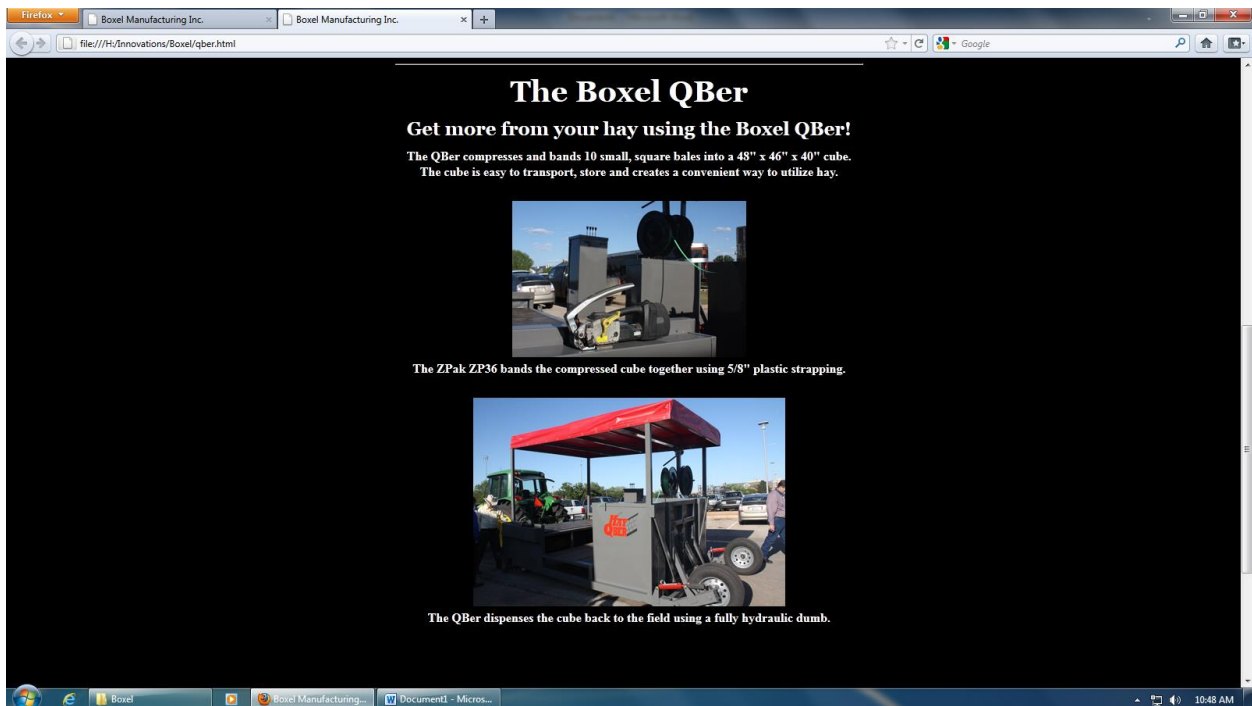 Firefox
Boxel Manufacturing Inc.
Boxel Manufacturing Inc.
file:///H:/Innovations/Boxel/qber.html
Google
The Boxel QBer
Get more from your hay using the Boxel QBer!
The QBer compresses and bands 10 small, square bales into a 48" x 46" x 40" cube.
The cube is easy to transport, store and creates a convenient way to utilize hay.
The ZPak ZP36 bands the compressed cube together using 5/8" plastic strapping.
HAY
QBER
The QBer dispenses the cube back to the field using a fully hydraulic dumb.
Boxel
Boxel Manufacturing...
Document1 - Micros...
10:48 AM